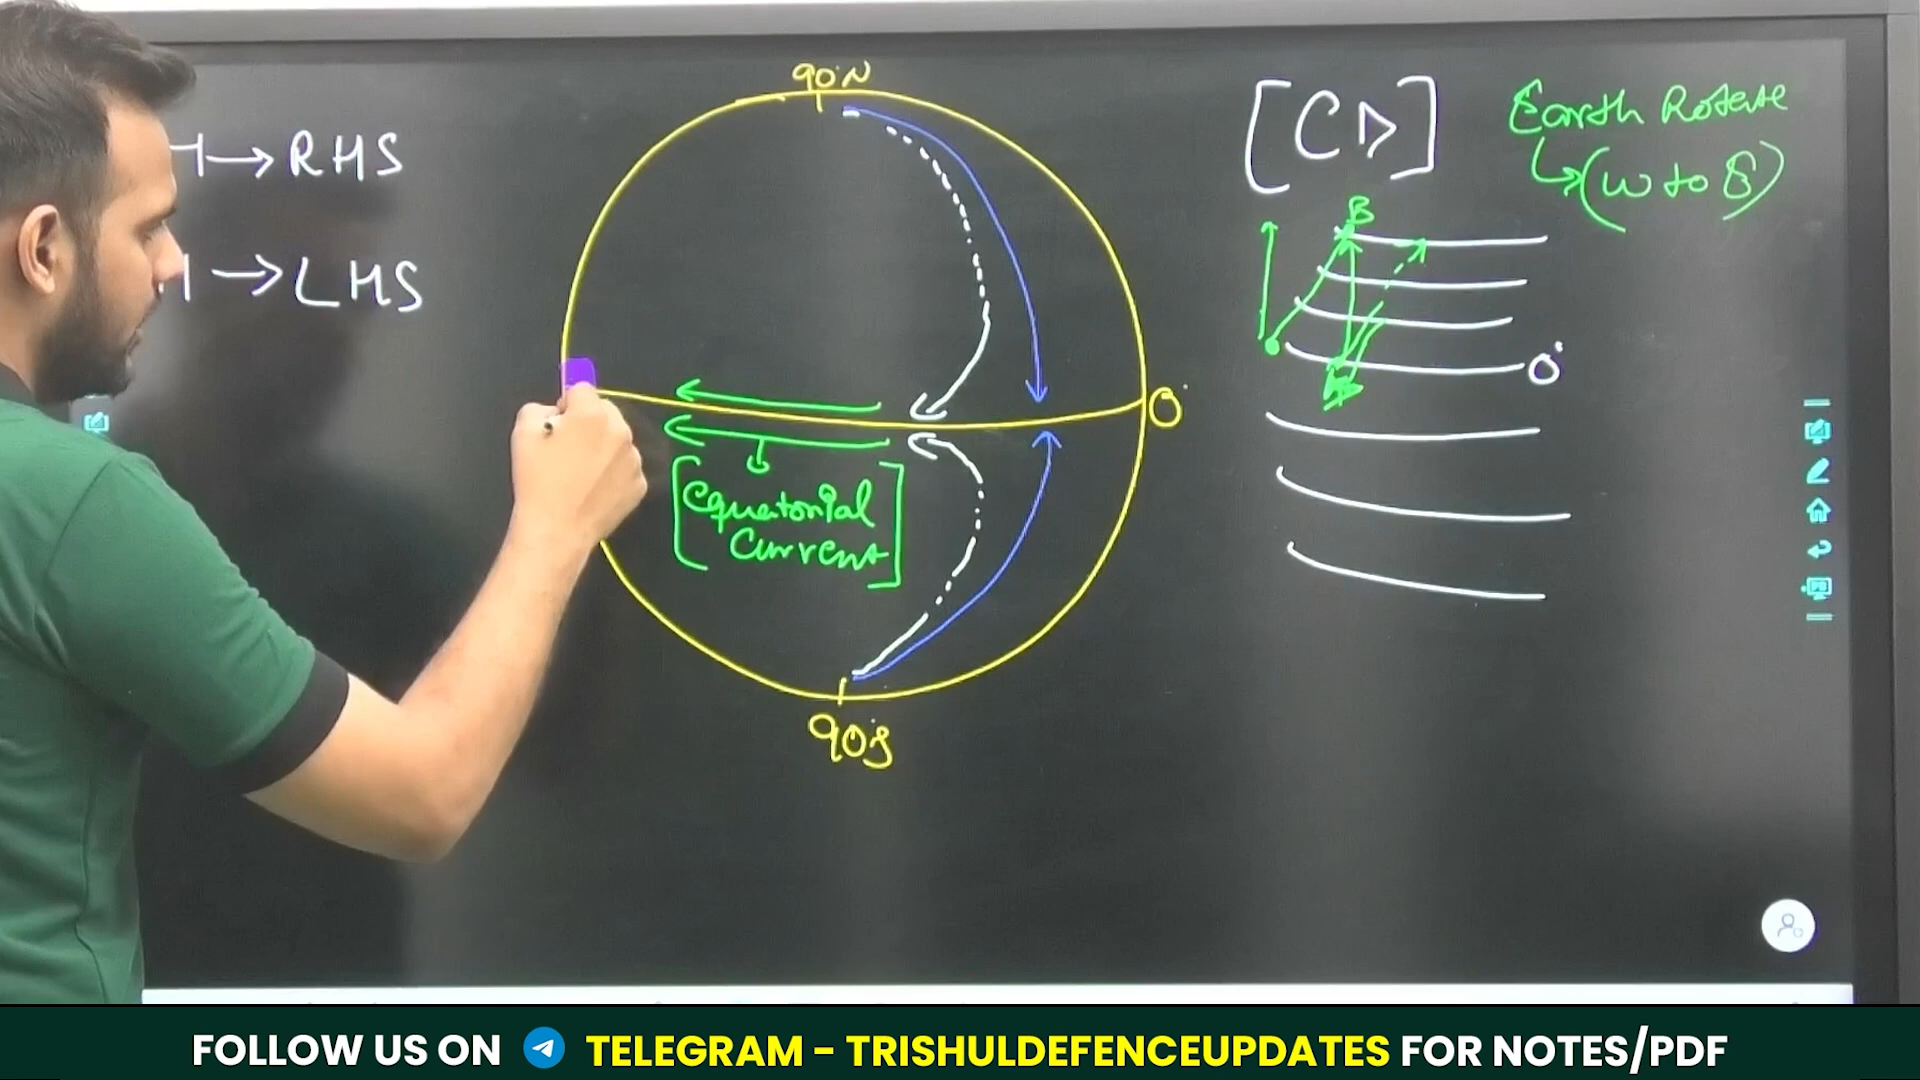 90°N
H→RHS
H→LHS
[CD]
Earth Rotate
↳(W to E)
B
0°
0°
[Equatorial
Current]
90°S
FOLLOW US ON TELEGRAM - TRISHULDEFENCEUPDATES FOR NOTES/PDF